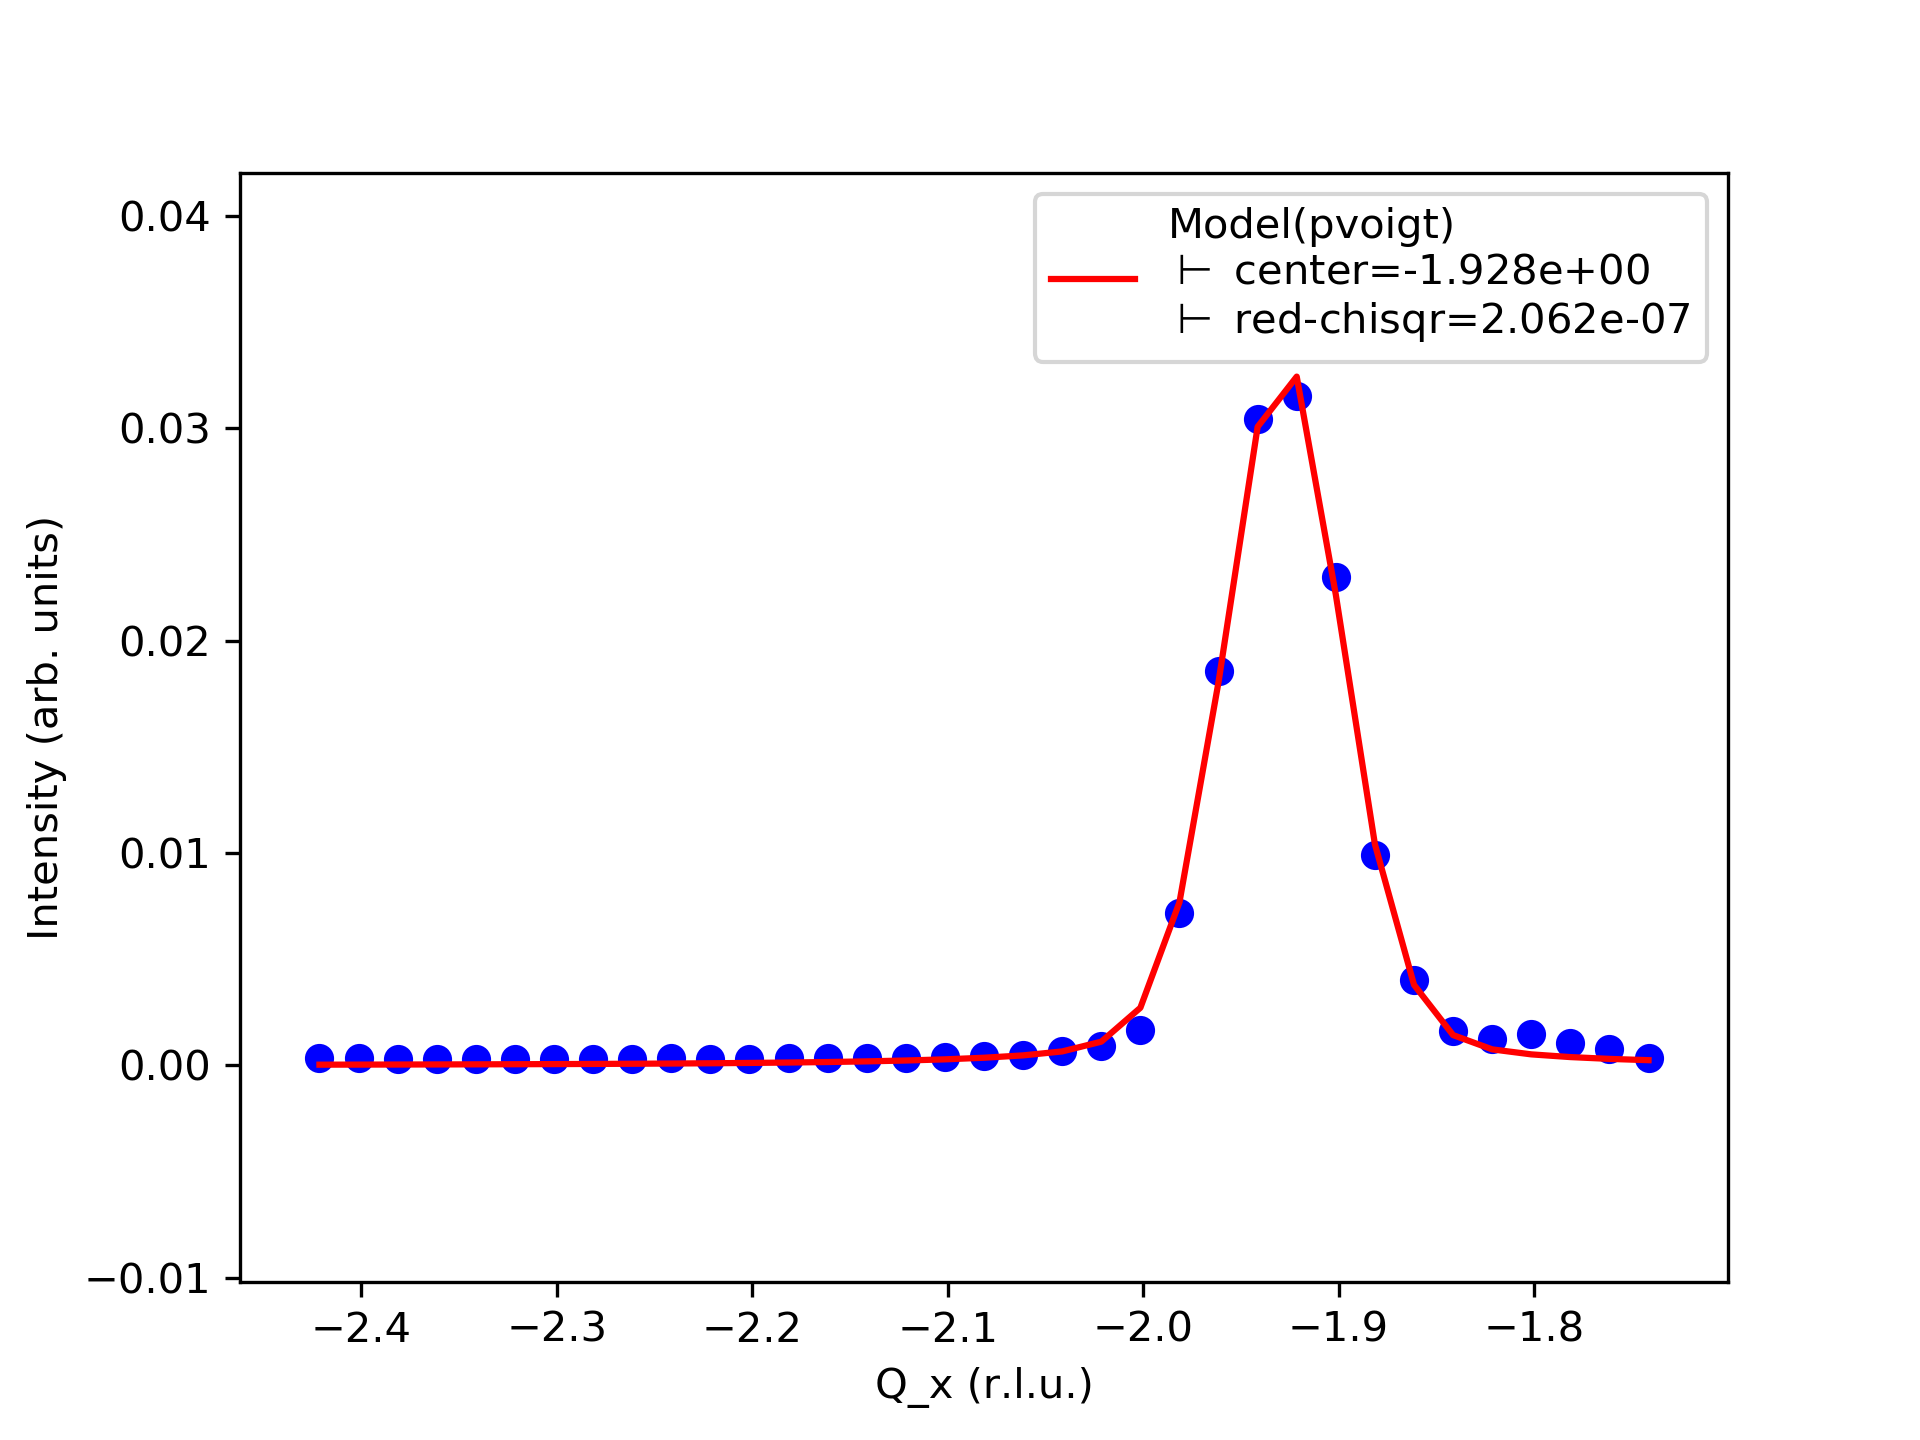 Model(pvoigt)
⊢ center=-1.928e+00
⊢ red-chisqr=2.062e-07
0.04
0.03
0.02
0.01
0.00
−0.01
Intensity (arb. units)
−2.4 −2.3 −2.2 −2.1 −2.0 −1.9 −1.8
Q_x (r.l.u.)